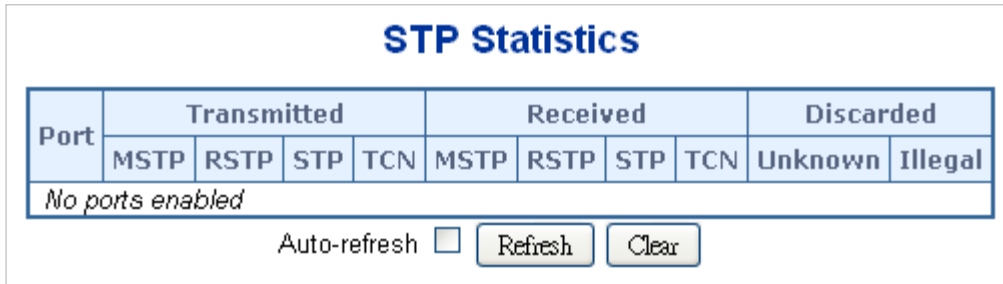 STP Statistics
Port Transmitted Received Discarded
MSTP RSTP STP TCN MSTP RSTP STP TCN Unknown Illegal
No ports enabled
Auto-refresh Refresh Clear